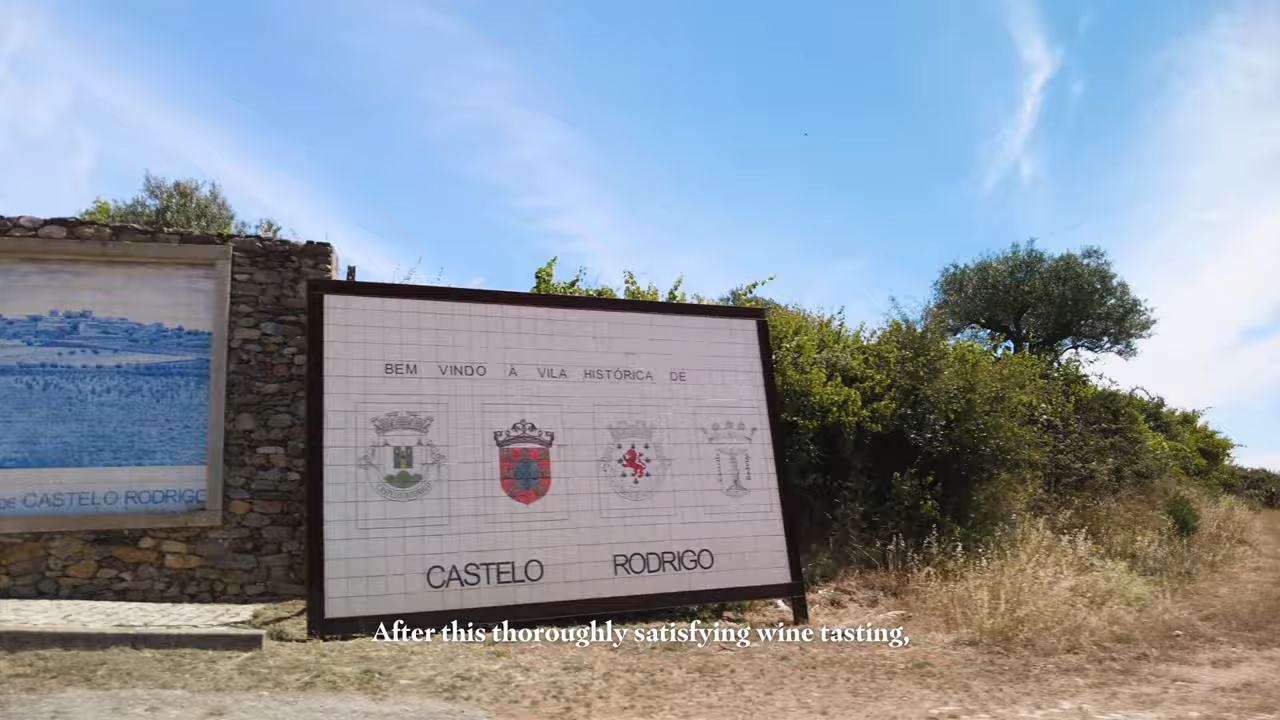 BEM VINDO À VILA HISTÓRICA DE
CASTELO RODRIGO
DE CASTELO RODRIGO
After this thoroughly satisfying wine tasting,